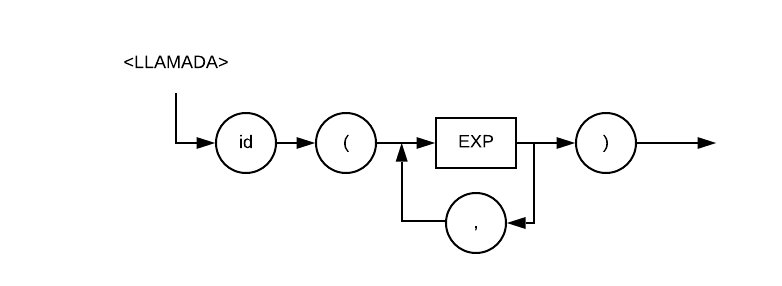 <LLAMADA>
id ( EXP )
,